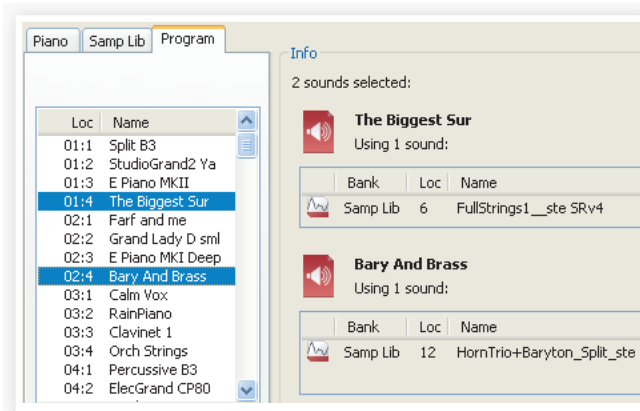 Piano Samp Lib Program
Loc Name
01:1 Split B3
01:2 StudioGrand2 Ya
01:3 E Piano MKII
01:4 The Biggest Sur
02:1 Farf and me
02:2 Grand Lady D sml
02:3 E Piano MKI Deep
02:4 Bary And Brass
03:1 Calm Vox
03:2 RainPiano
03:3 Clavinet 1
03:4 Orch Strings
04:1 Percussive B3
04:2 ElecGrand CP80
Info
2 sounds selected:
The Biggest Sur
Using 1 sound:
Bank Loc Name
Samp Lib 6 FullStrings1__ste SRv4
Bary And Brass
Using 1 sound:
Bank Loc Name
Samp Lib 12 HornTrio+Baryton_Split_ste